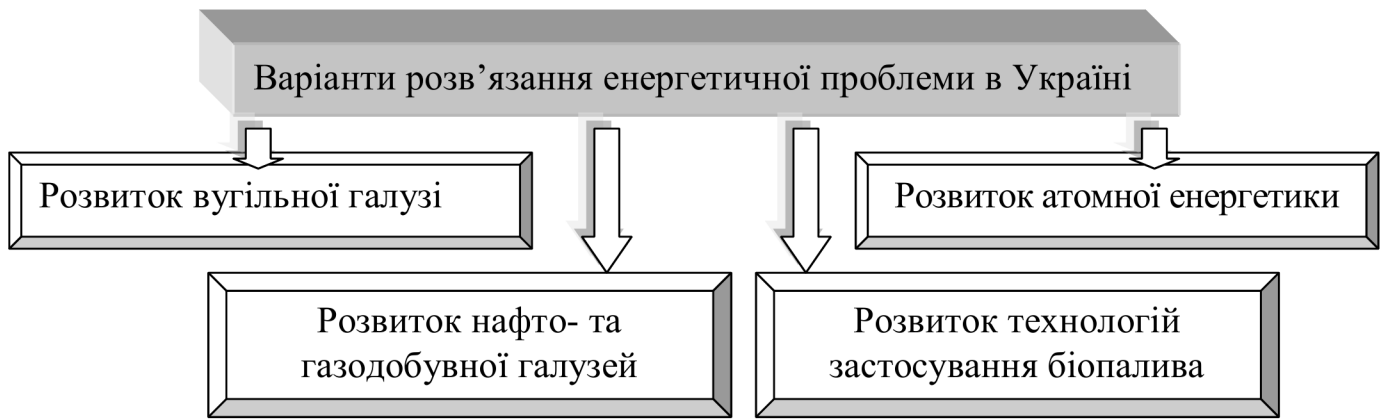 Варіанти розв’язання енергетичної проблеми в Україні
Розвиток вугільної галузі
Розвиток атомної енергетики
Розвиток нафто- та
газодобувної галузей
Розвиток технологій
застосування біопалива